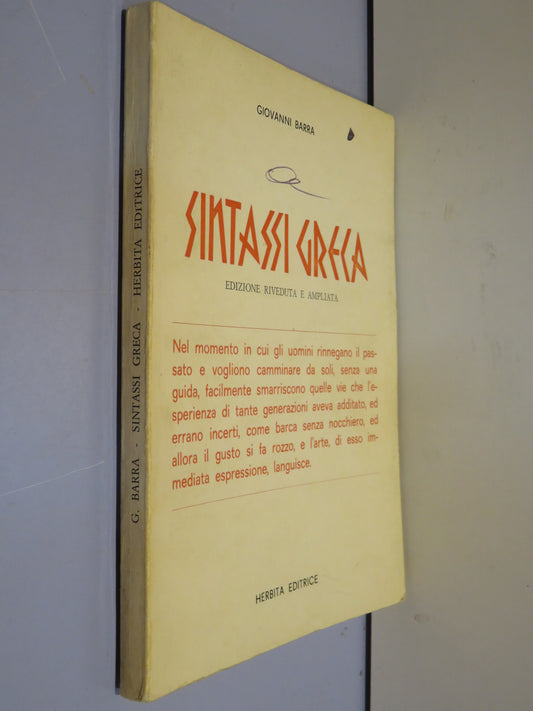 GIOVANNI BARRA
SINTASSI GRECA
EDIZIONE RIVEDUTA E AMPLIATA
Nel momento in cui gli uomini rinnegano il pas-
sato e vogliono camminare da soli, senza una
guida, facilmente smarriscono quelle vie che l'e-
sperienza di tante generazioni aveva additato, ed
errano incerti, come barca senza nocchiero, ed
allora il gusto si fa rozzo, e l'arte, di esso im-
mediata espressione, languisce.
HERBITA EDITRICE
G. BARRA - SINTASSI GRECA - HERBITA EDITRICE